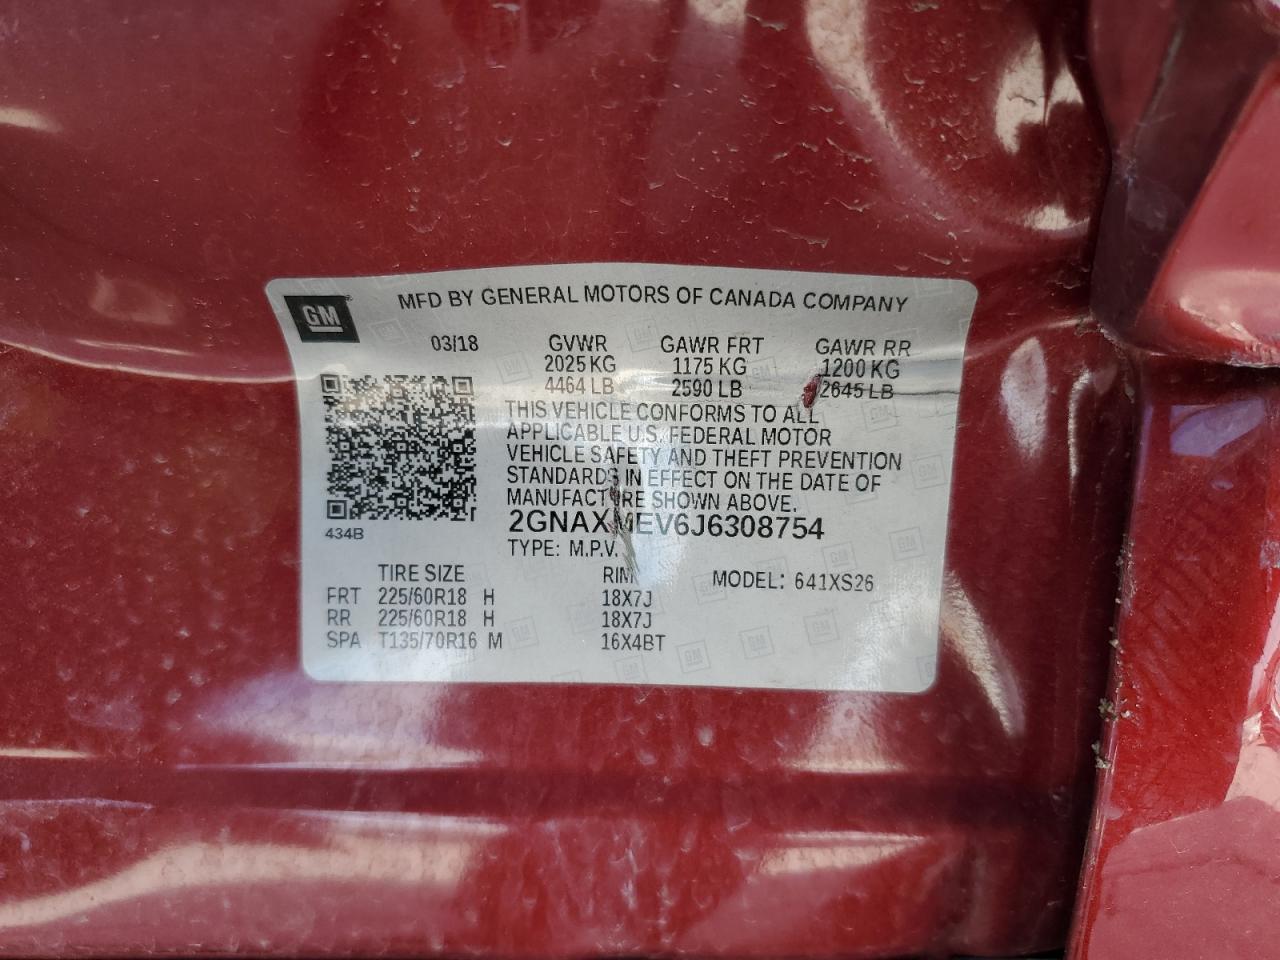 GM
MFD BY GENERAL MOTORS OF CANADA COMPANY
03/18 GVWR GAWR FRT GAWR RR
2025 KG 1175 KG 1200 KG
4464 LB 2590 LB 2645 LB
THIS VEHICLE CONFORMS TO ALL
APPLICABLE U.S. FEDERAL MOTOR
VEHICLE SAFETY AND THEFT PREVENTION
STANDARDS IN EFFECT ON THE DATE OF
MANUFACTURE SHOWN ABOVE.
434B
2GNAXMEV6J6308754
TYPE: M.P.V.
TIRE SIZE RIM MODEL: 641XS26
FRT 225/60R18 H 18X7J
RR 225/60R18 H 18X7J
SPA T135/70R16 M 16X4BT